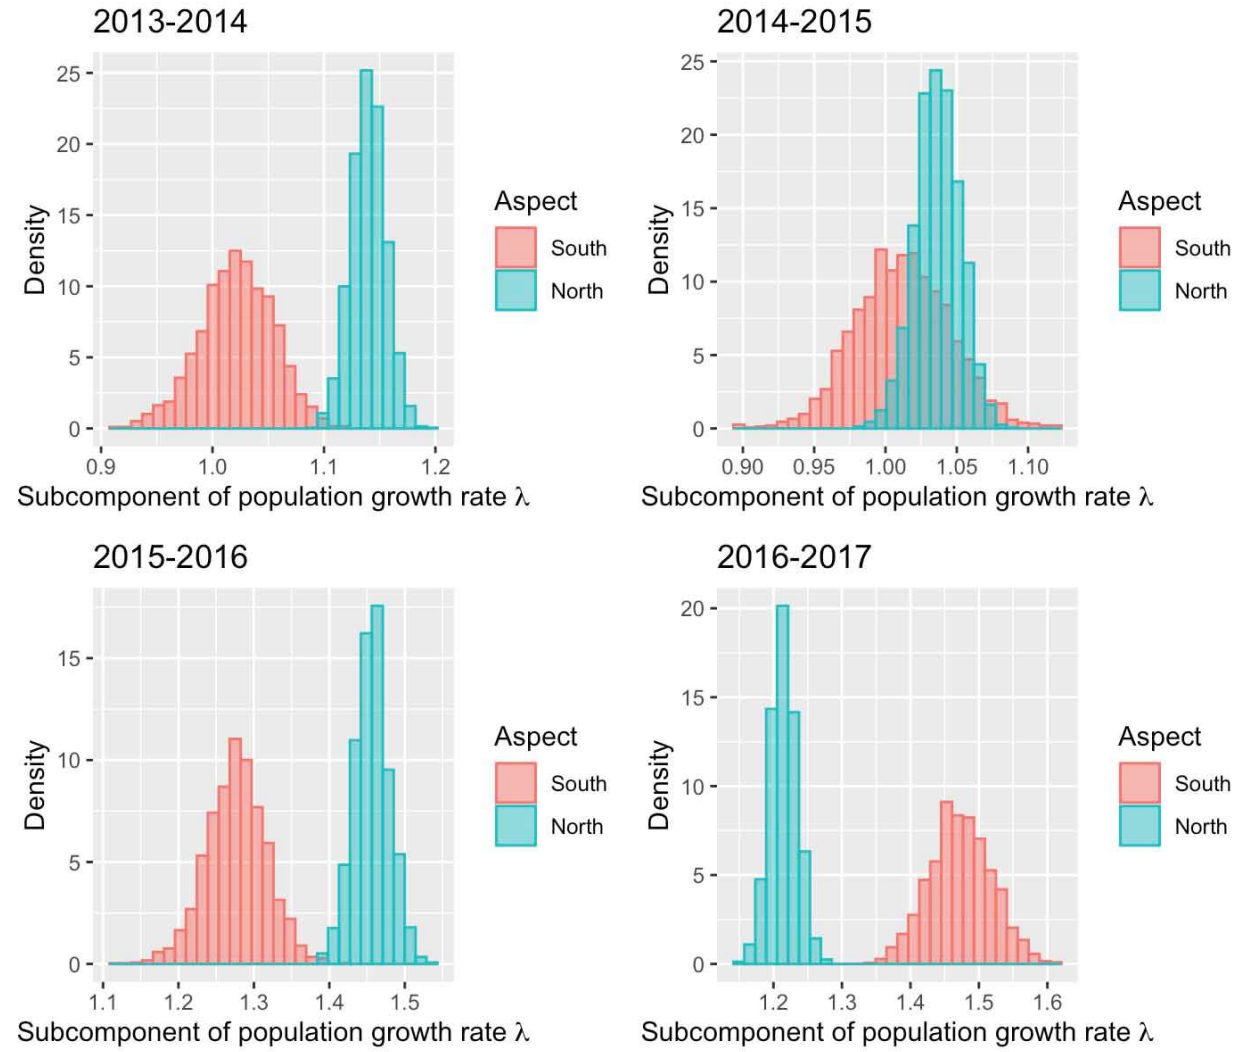 2013-2014
25
20
15
10
5
0
Density
0.9 1.0 1.1 1.2
Subcomponent of population growth rate λ
Aspect
South
North
2014-2015
25
20
15
10
5
0
Density
0.90 0.95 1.00 1.05 1.10
Subcomponent of population growth rate λ
Aspect
South
North
2015-2016
15
10
5
0
Density
1.1 1.2 1.3 1.4 1.5
Subcomponent of population growth rate λ
Aspect
South
North
2016-2017
20
15
10
5
0
Density
1.2 1.3 1.4 1.5 1.6
Subcomponent of population growth rate λ
Aspect
South
North